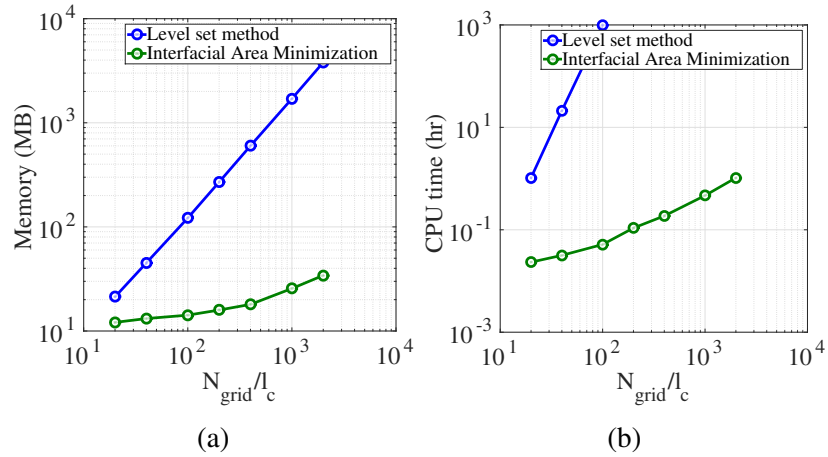 Level set method
Interfacial Area Minimization
Memory (MB)
10^3
10^2
10^1
10^1 10^2 10^3 10^4
N_grid/l_c
(a)
Level set method
Interfacial Area Minimization
CPU time (hr)
10^3
10^1
10^-1
10^-3
10^1 10^2 10^3 10^4
N_grid/l_c
(b)